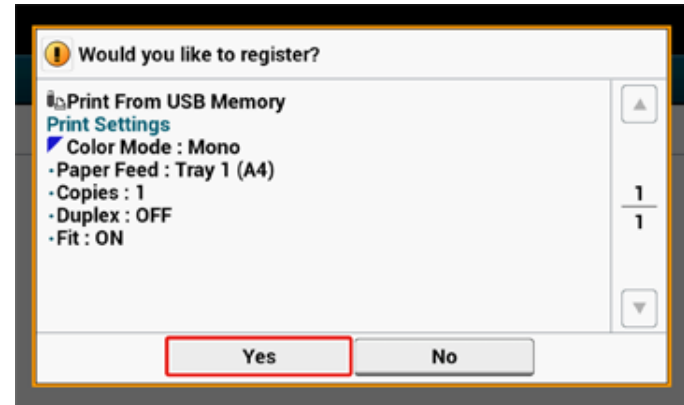 Would you like to register?
Print From USB Memory
Print Settings
Color Mode : Mono
·Paper Feed : Tray 1 (A4)
·Copies : 1
·Duplex : OFF
·Fit : ON
1
1
Yes
No